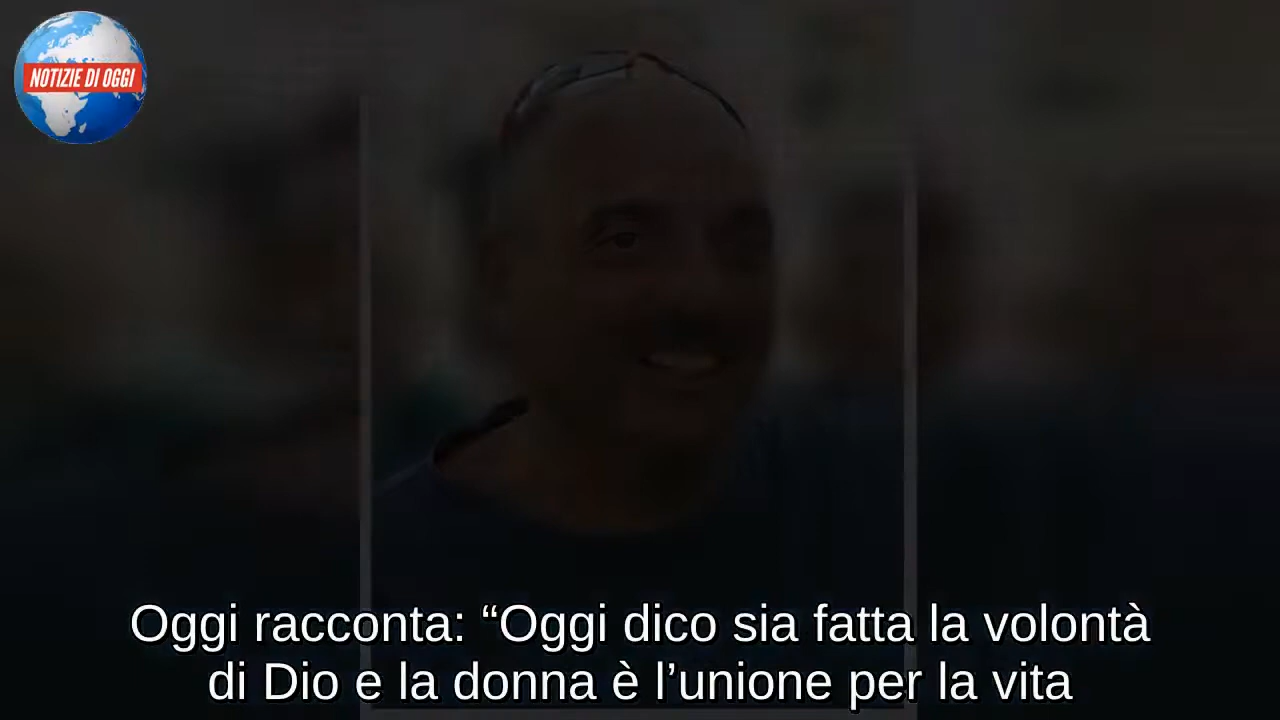 NOTIZIE DI OGGI
Oggi racconta: “Oggi dico sia fatta la volontà
di Dio e la donna è l’unione per la vita